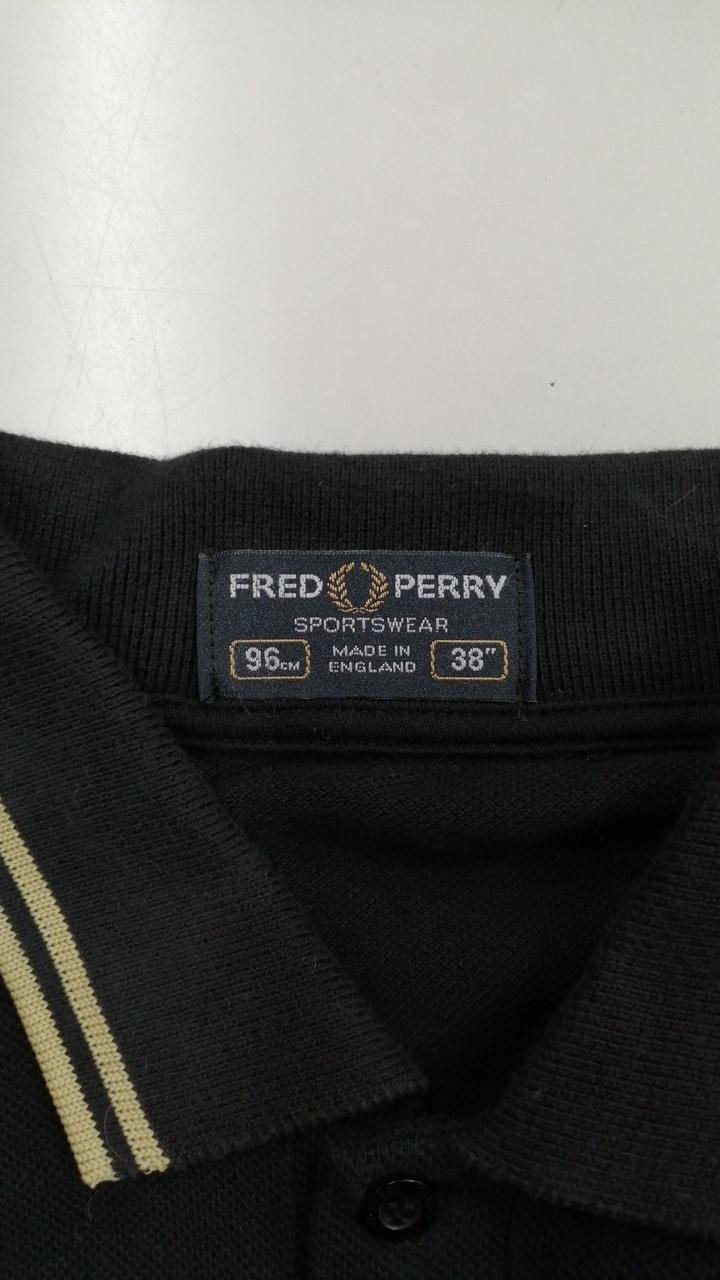 FRED PERRY
SPORTSWEAR
96CM MADE IN ENGLAND 38"